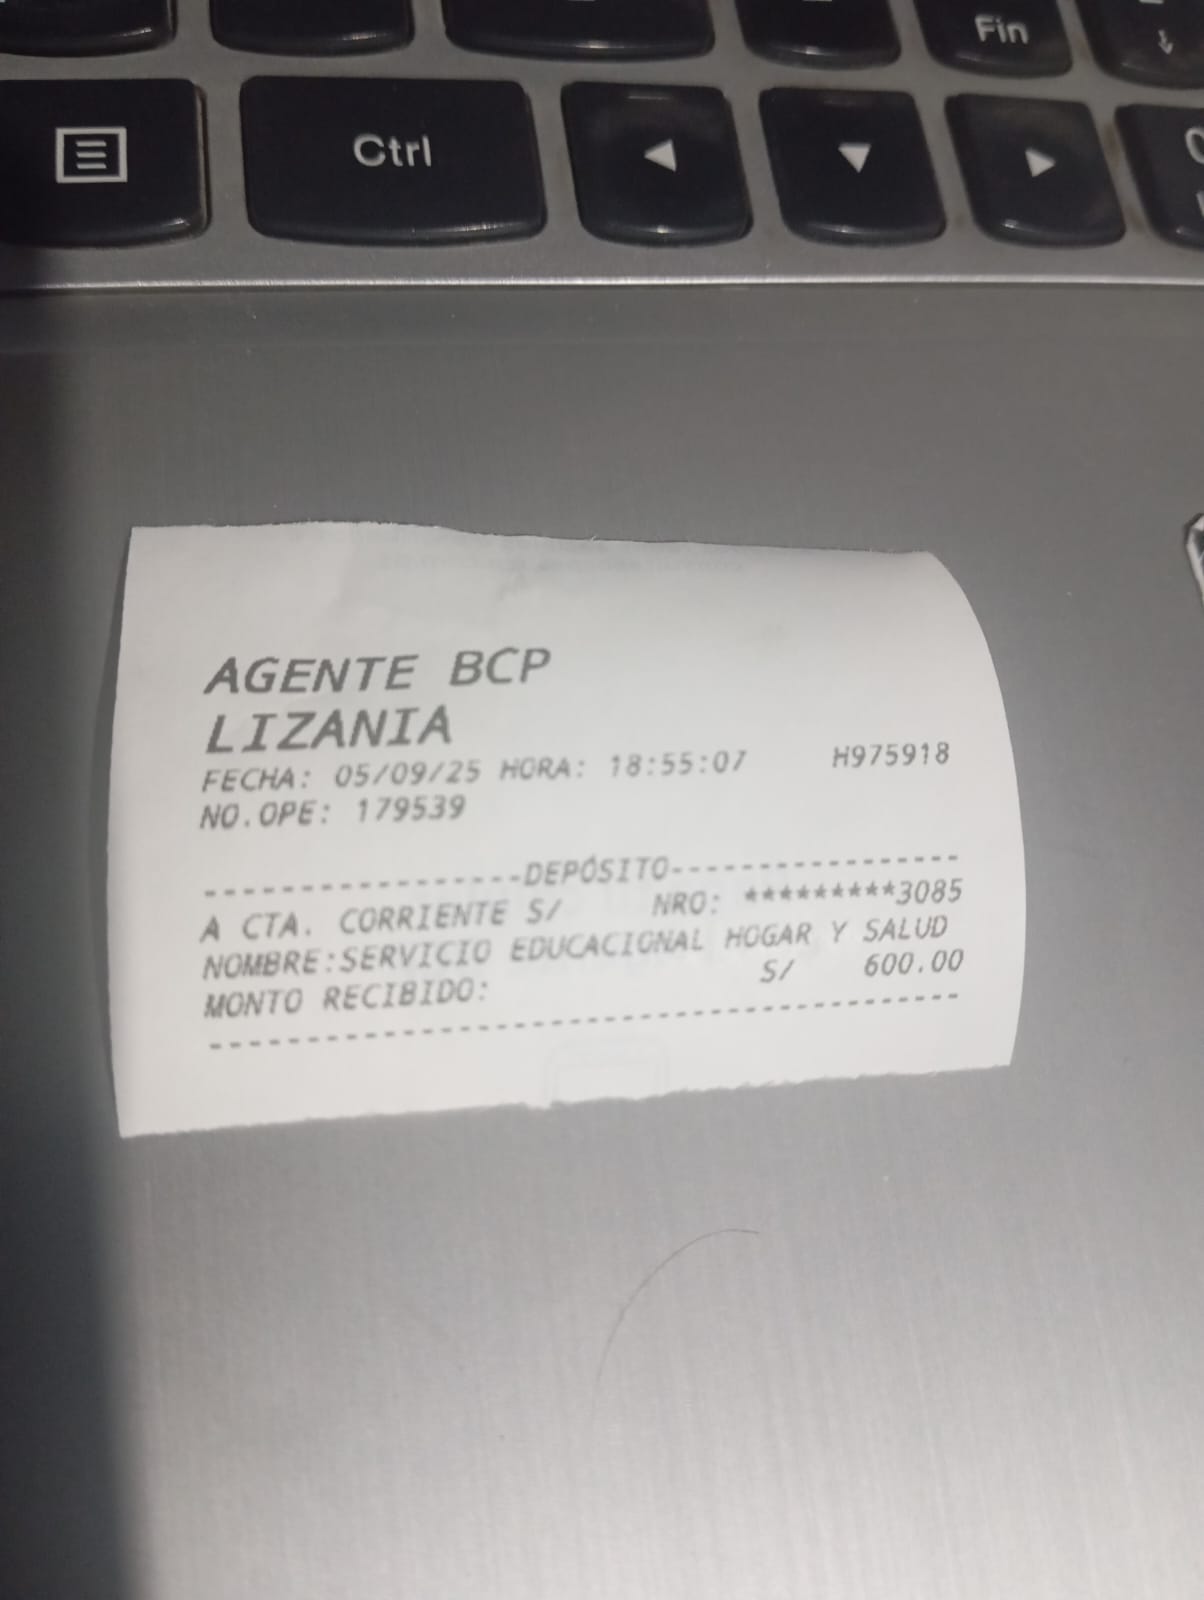 Fin
Ctrl
AGENTE BCP
LIZANIA
FECHA: 05/09/25 HORA: 18:55:07 H975918
NO.OPE: 179539
-----------------DEPÓSITO-----------------
A CTA. CORRIENTE S/ NRO: *********3085
NOMBRE:SERVICIO EDUCACIONAL HOGAR Y SALUD
MONTO RECIBIDO: S/ 600.00